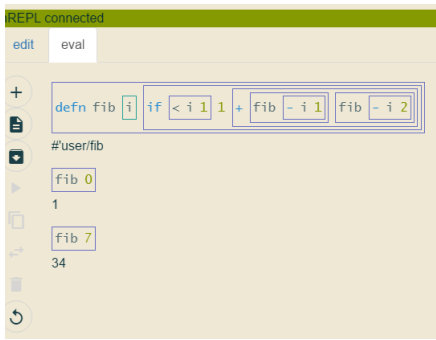 nREPL connected
edit eval
defn fib i if < i 1 1 + fib - i 1 fib - i 2
#'user/fib
fib 0
1
fib 7
34